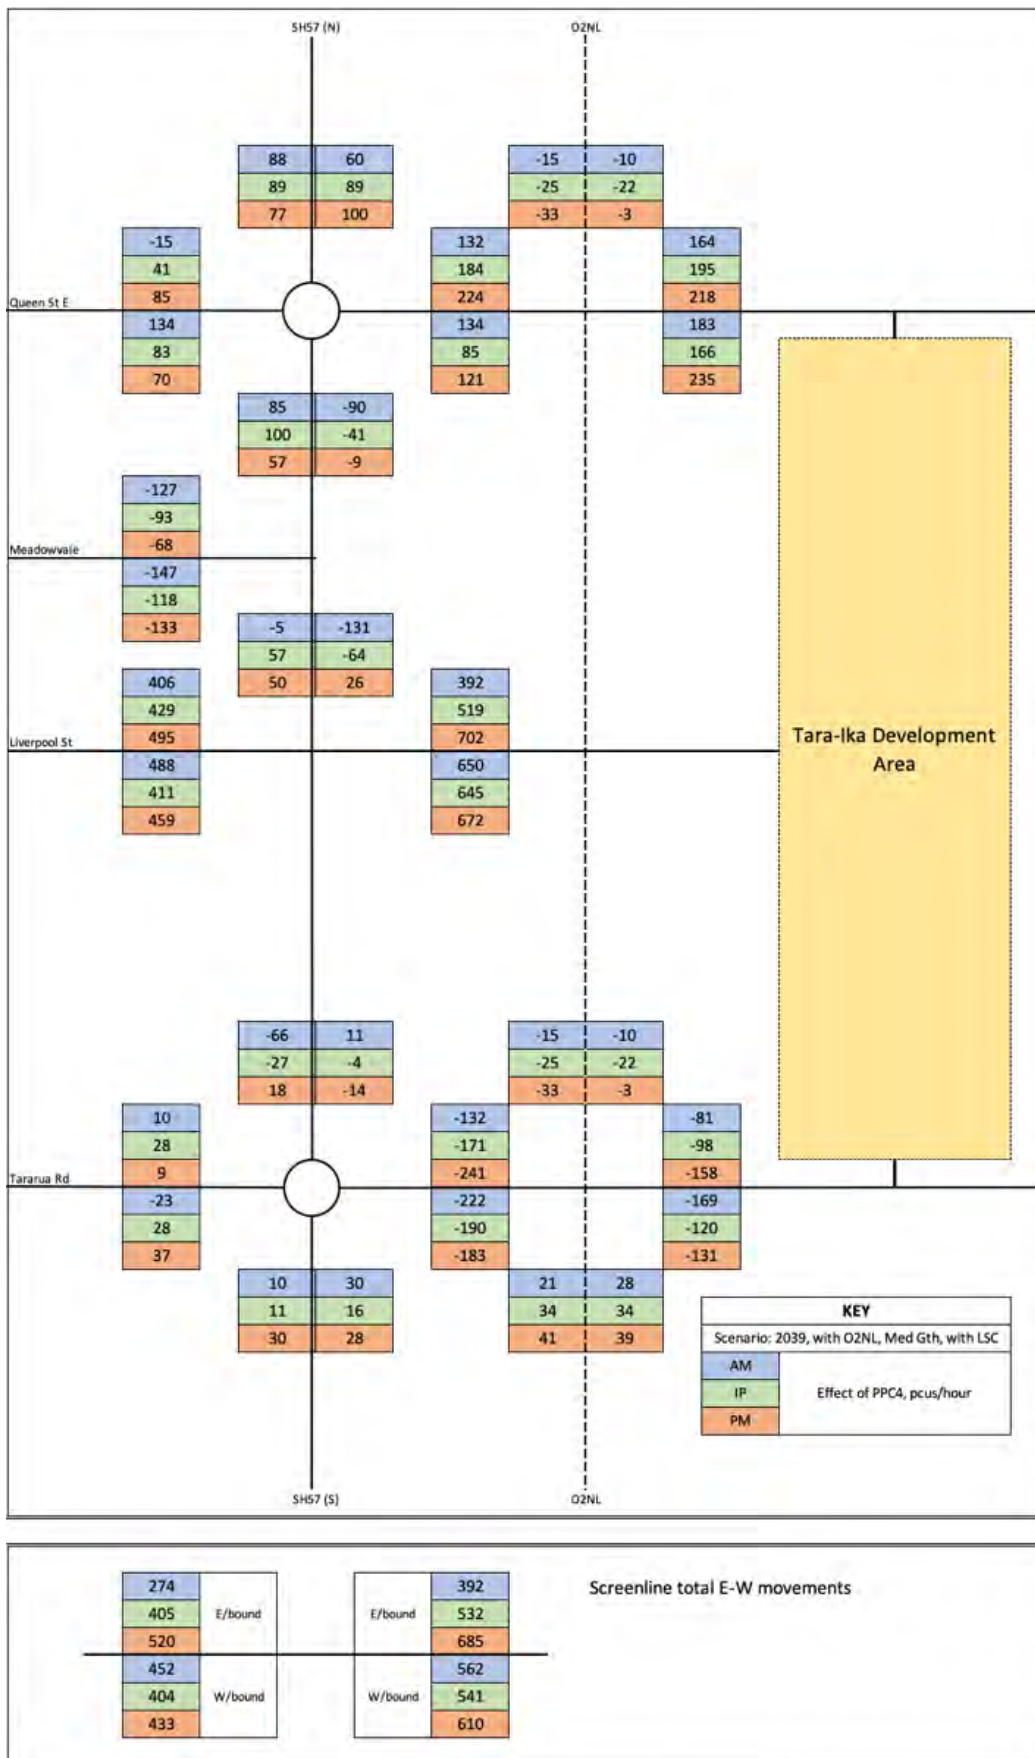 SH57 (N) O2NL
88 60 -15 -10
89 89 -25 -22
77 100 -33 -3
-15 132 164
41 184 195
Queen St E 85 224 218
134 134 183
83 85 166
70 121 235
85 -90
100 -41
57 -9
-127
-93
Meadowvale -68
-147
-118
-133 -5 -131
57 -64
50 26
406 392
429 519
Liverpool St 495 702
488 650
411 645
459 672
Tara-Ika Development
Area
-66 11 -15 -10
-27 -4 -25 -22
18 -14 -33 -3
10 -132 -81
28 -171 -98
Tararua Rd 9 -241 -158
-23 -222 -169
28 -190 -120
37 -183 -131
10 30 21 28
11 16 34 34
30 28 41 39
KEY
Scenario: 2039, with O2NL, Med Gth, with LSC
AM
IP Effect of PPC4, pcus/hour
PM
SH57 (S) O2NL
274 392 Screenline total E-W movements
405 E/bound E/bound 532
520 685
452 562
404 W/bound W/bound 541
433 610